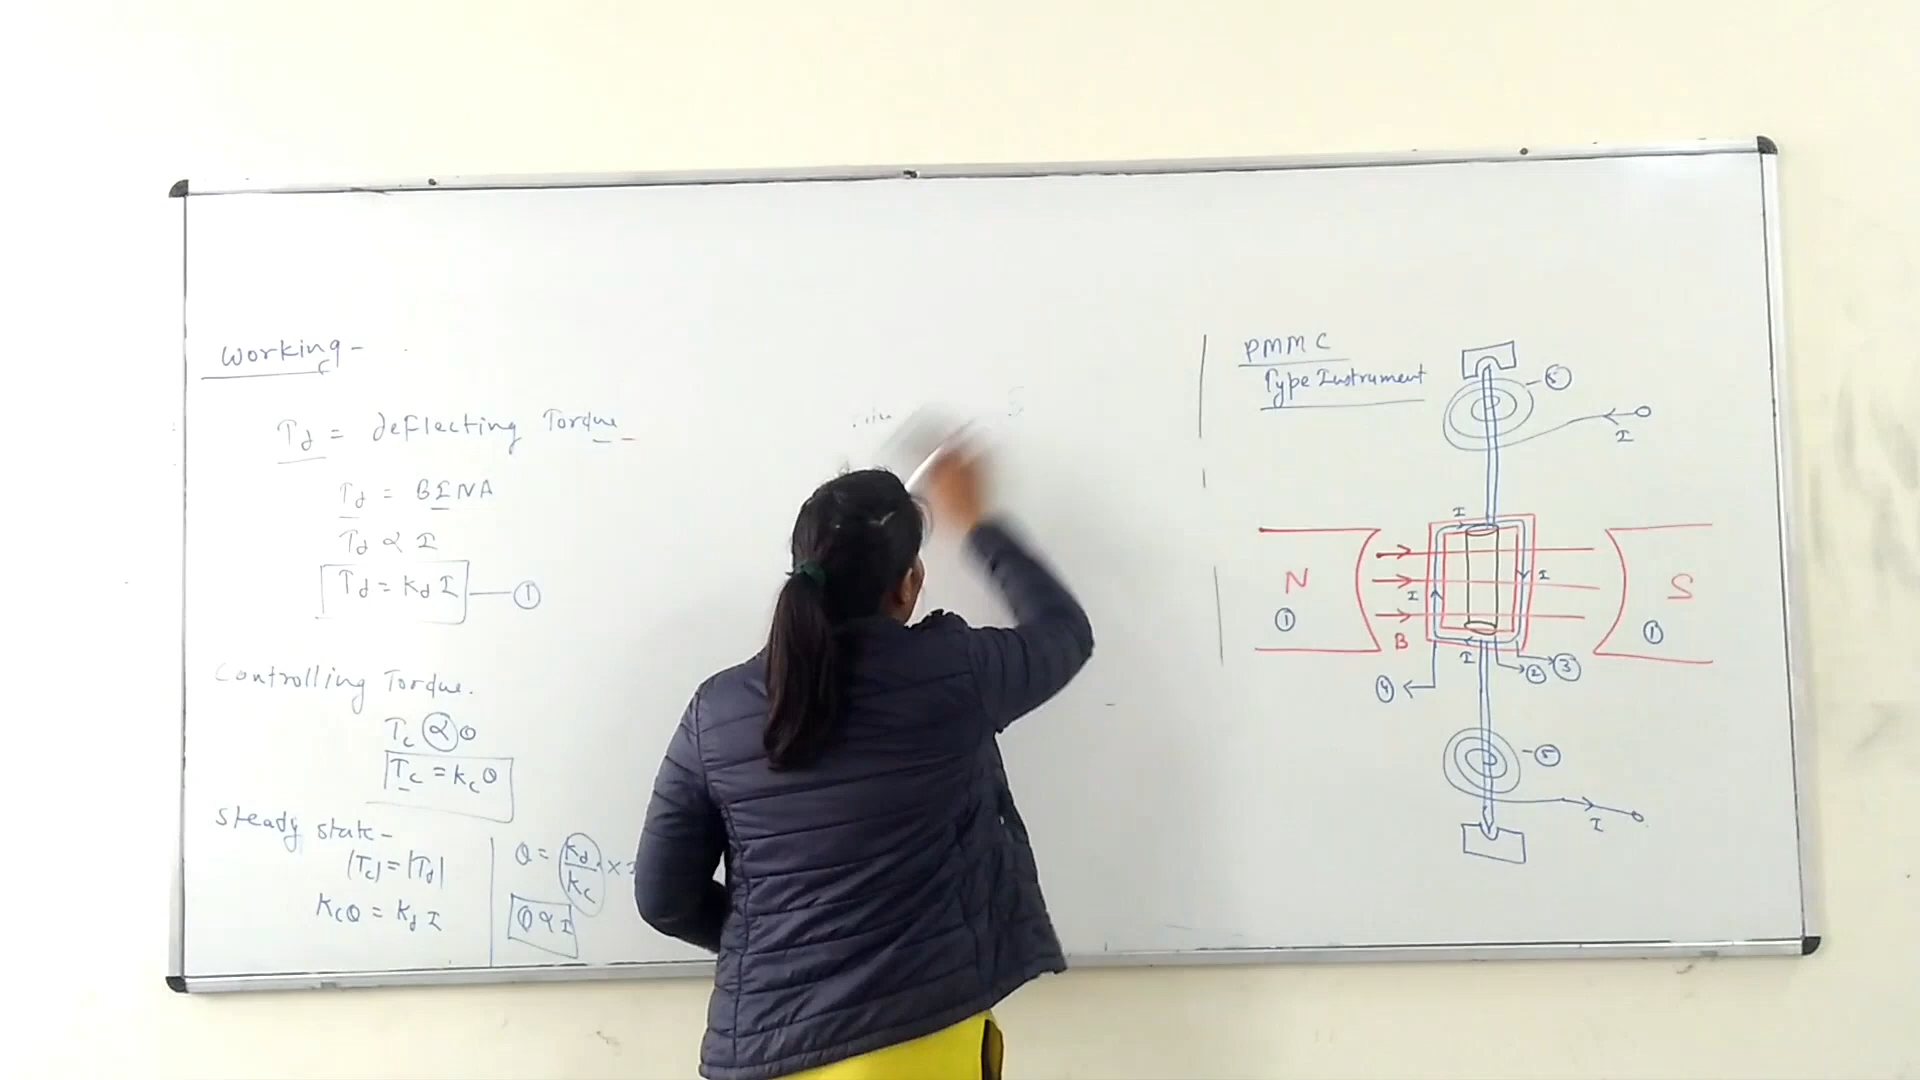 Working -
Td = deflecting Torque
Td = BINA
Td ∝ I
Td = Kd I — ①
Controlling Torque.
Tc ∝ θ
Tc = Kc θ
Steady state -
|Tc| = |Td|
Kc θ = Kd I
θ = Kd/Kc × I
θ ∝ I
PMMC
Type Instrument
⑤
I
I
N
S
I
I
①
①
B
I
②
③
④
⑤
I